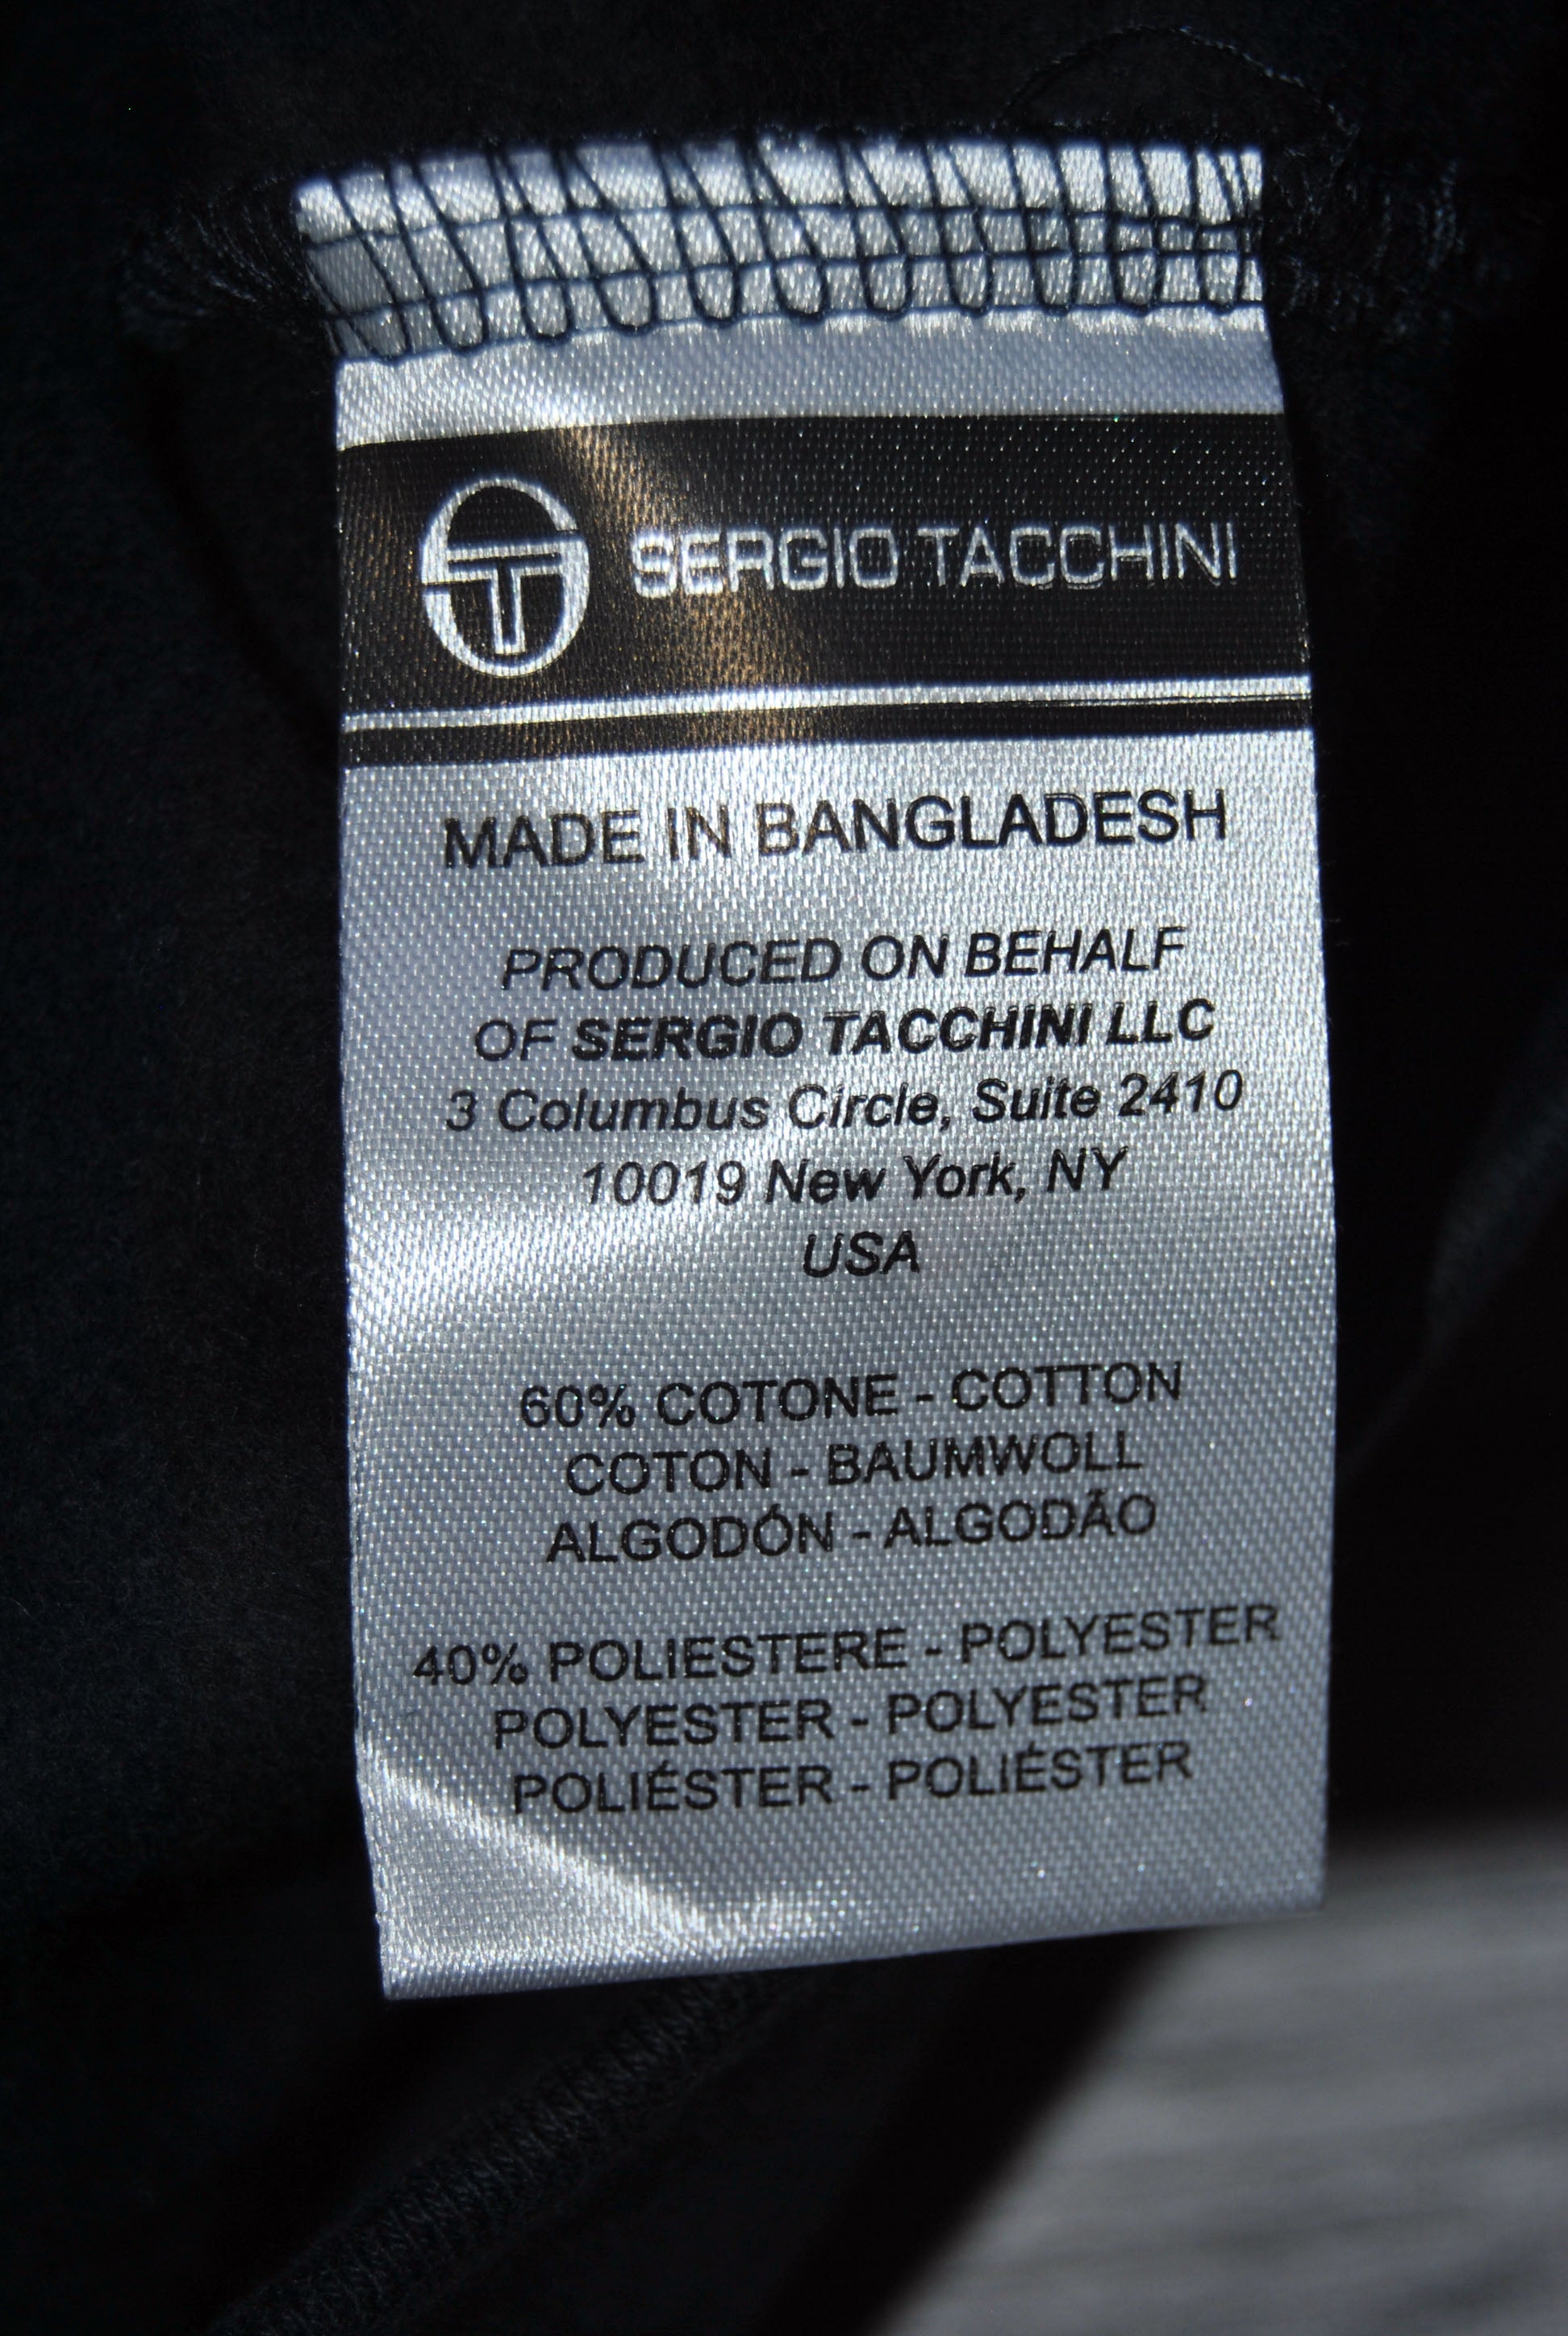 SERGIO TACCHINI
MADE IN BANGLADESH
PRODUCED ON BEHALF
OF SERGIO TACCHINI LLC
3 Columbus Circle, Suite 2410
10019 New York, NY
USA
60% COTONE - COTTON
COTON - BAUMWOLL
ALGODÓN - ALGODÃO
40% POLIESTERE - POLYESTER
POLYESTER - POLYESTER
POLIÉSTER - POLIÉSTER